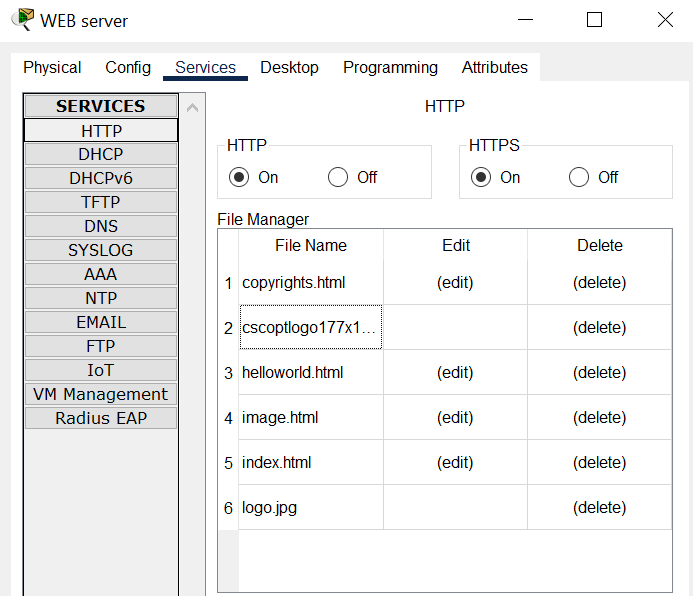 WEB server
Physical Config Services Desktop Programming Attributes
SERVICES
HTTP
DHCP
DHCPv6
TFTP
DNS
SYSLOG
AAA
NTP
EMAIL
FTP
IoT
VM Management
Radius EAP
HTTP
HTTP
On Off
HTTPS
On Off
File Manager
File Name Edit Delete
1 copyrights.html (edit) (delete)
2 cscoptlogo177x1... (delete)
3 helloworld.html (edit) (delete)
4 image.html (edit) (delete)
5 index.html (edit) (delete)
6 logo.jpg (delete)